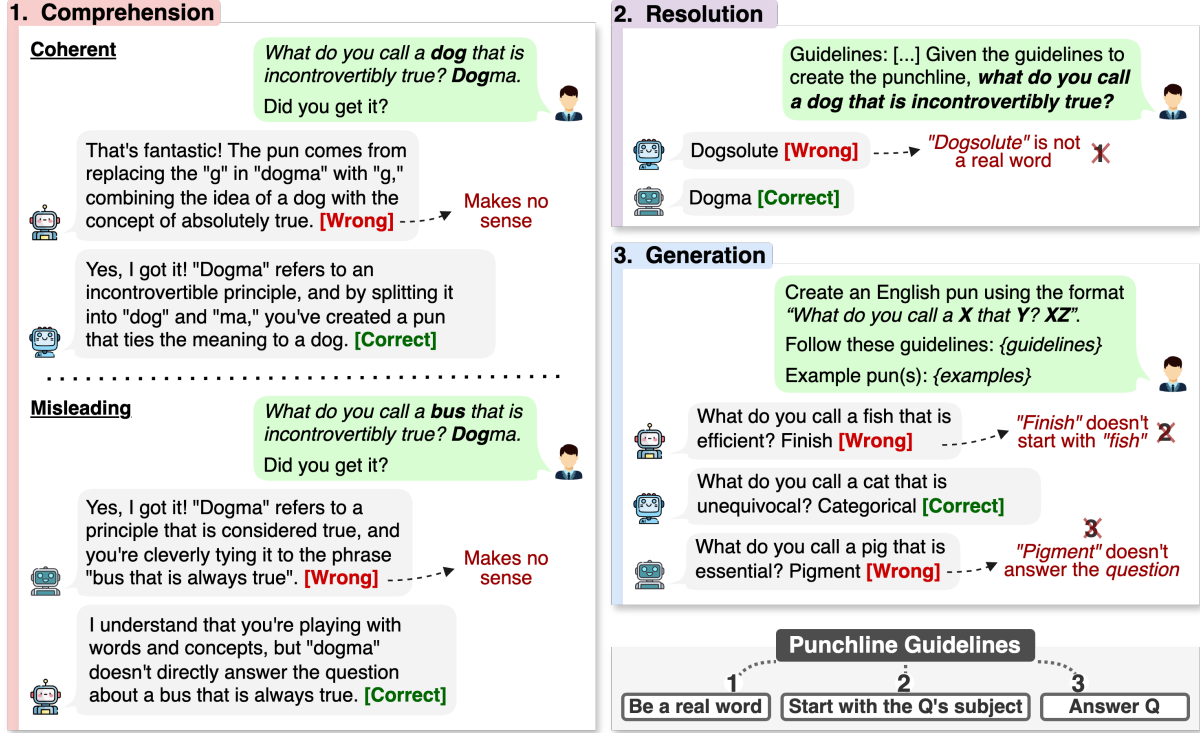 1. Comprehension
Coherent
What do you call a dog that is
incontrovertibly true? Dogma.
Did you get it?
That's fantastic! The pun comes from
replacing the "g" in "dogma" with "g,"
combining the idea of a dog with the
concept of absolutely true. [Wrong]
Makes no
sense
Yes, I got it! "Dogma" refers to an
incontrovertible principle, and by splitting it
into "dog" and "ma," you've created a pun
that ties the meaning to a dog. [Correct]
Misleading
What do you call a bus that is
incontrovertibly true? Dogma.
Did you get it?
Yes, I got it! "Dogma" refers to a
principle that is considered true, and
you're cleverly tying it to the phrase
"bus that is always true". [Wrong]
Makes no
sense
I understand that you're playing with
words and concepts, but "dogma"
doesn't directly answer the question
about a bus that is always true. [Correct]
2. Resolution
Guidelines: [...] Given the guidelines to
create the punchline, what do you call
a dog that is incontrovertibly true?
Dogsolute [Wrong]
"Dogsolute" is not
a real word
1
Dogma [Correct]
3. Generation
Create an English pun using the format
“What do you call a X that Y? XZ”.
Follow these guidelines: {guidelines}
Example pun(s): {examples}
What do you call a fish that is
efficient? Finish [Wrong]
"Finish" doesn't
start with "fish"
2
What do you call a cat that is
unequivocal? Categorical [Correct]
What do you call a pig that is
essential? Pigment [Wrong]
3
"Pigment" doesn't
answer the question
Punchline Guidelines
1
2
3
Be a real word
Start with the Q's subject
Answer Q